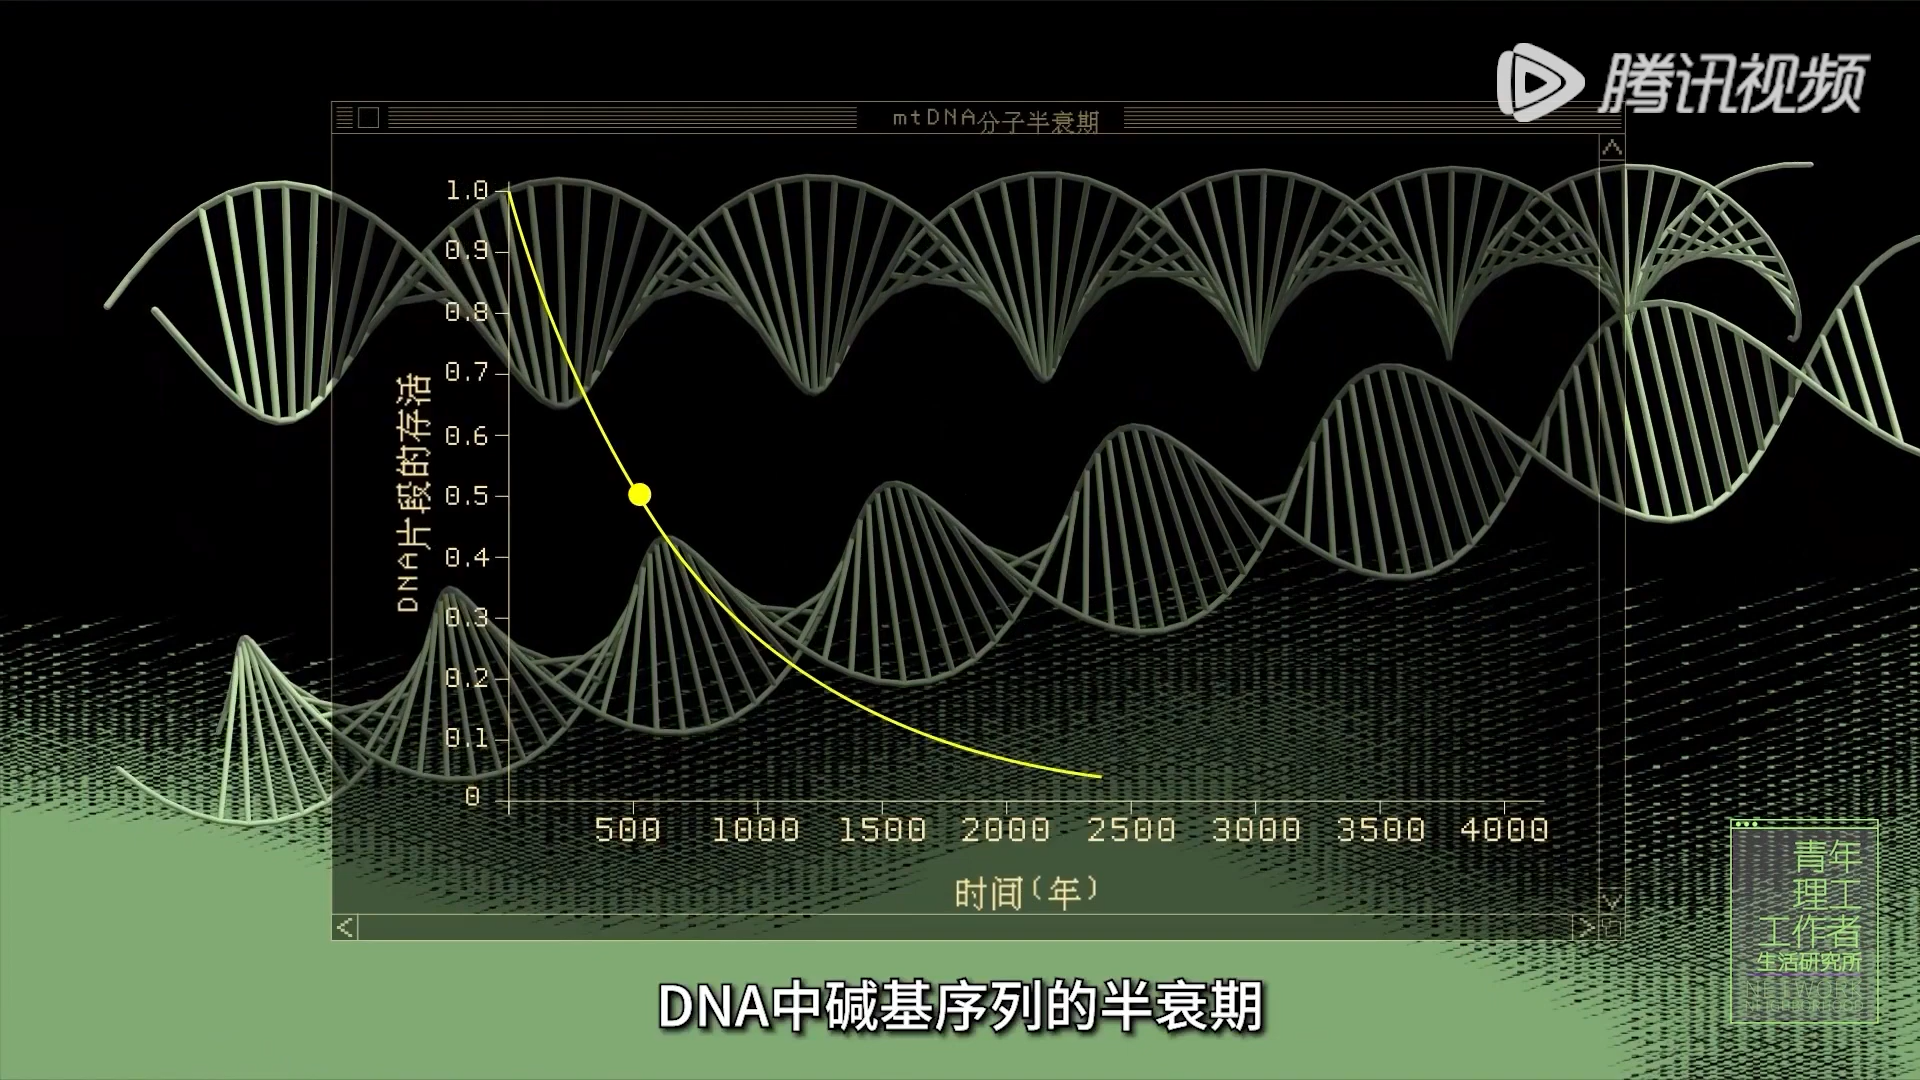 腾讯视频
mtDNA分子半衰期
1.0
0.9
0.8
0.7
0.6
0.5
0.4
0.3
0.2
0.1
0
DNA片段的存活
500 1000 1500 2000 2500 3000 3500 4000
时间(年)
青年
理工
工作者
生活研究所
NETWORK
DNA中碱基序列的半衰期